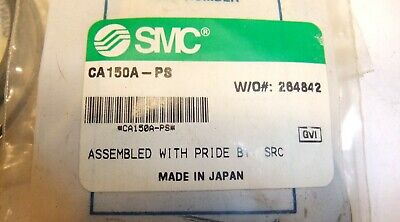 SMC®
CA150A-PS
W/O#: 284842
*CA150A-PS*
GVI
ASSEMBLED WITH PRIDE BY: SRC
MADE IN JAPAN